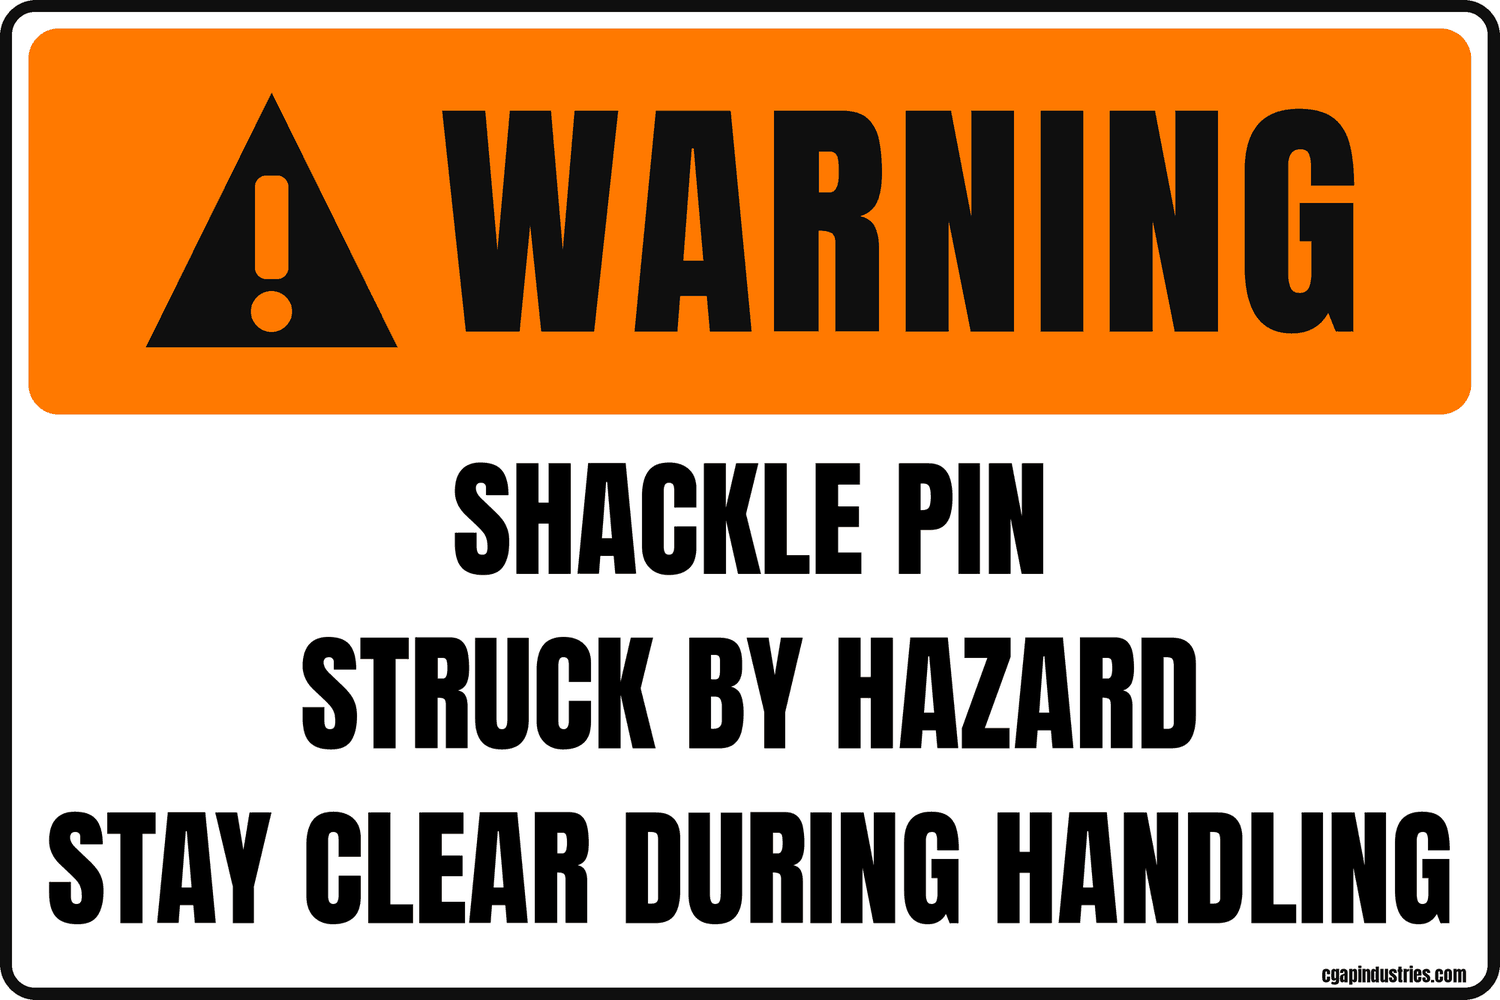 WARNING
SHACKLE PIN
STRUCK BY HAZARD
STAY CLEAR DURING HANDLING
cgapindustries.com